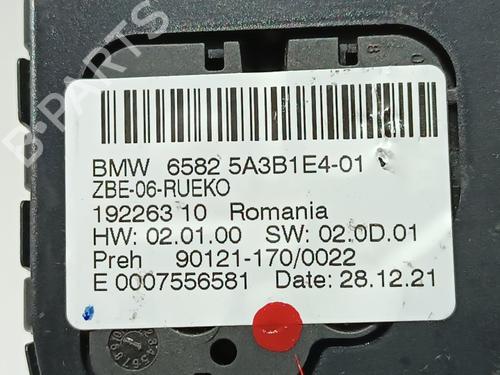 BMW 6582 5A3B1E4-01
ZBE-06-RUEKO
192263 10 Romania
HW: 02.01.00 SW: 02.0D.01
Preh 90121-170/0022
E 0007556581 Date: 28.12.21
B-PARTS